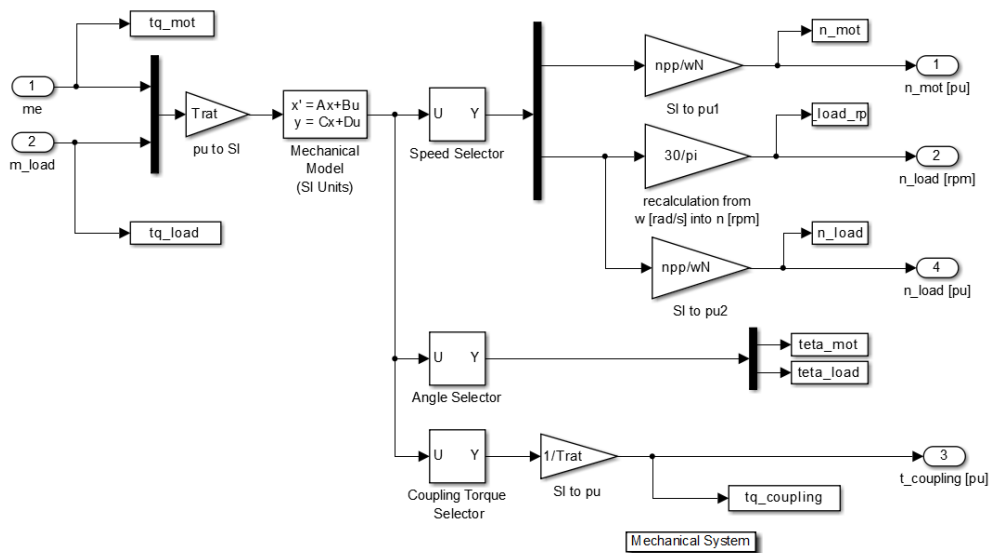 tq_mot
1
me
2
m_load
tq_load
Trat
pu to SI
x' = Ax+Bu
y = Cx+Du
Mechanical
Model
(SI Units)
U Y
Speed Selector
npp/wN
SI to pu1
n_mot
1
n_mot [pu]
30/pi
recalculation from
w [rad/s] into n [rpm]
_load_rp
2
n_load [rpm]
npp/wN
SI to pu2
n_load
4
n_load [pu]
U Y
Angle Selector
teta_mot
teta_load
U Y
Coupling Torque
Selector
1/Trat
SI to pu
3
t_coupling [pu]
tq_coupling
Mechanical System